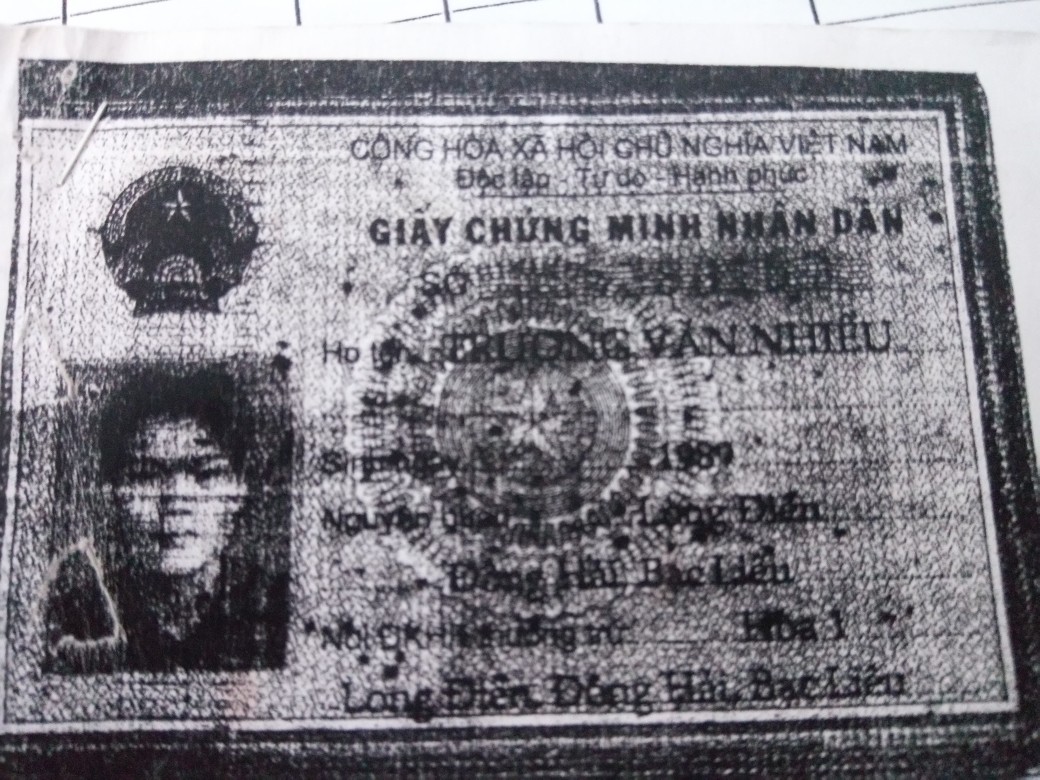 CỘNG HÒA XÃ HỘI CHỦ NGHĨA VIỆT NAM
Độc lập - Tự do - Hạnh phúc
GIẤY CHỨNG MINH NHÂN DÂN
SỐ
Họ tên TRƯƠNG VĂN NHIỀU
1989
Nguyên quán Long Điền
Đông Hải, Bạc Liêu
Nơi ĐKHK thường trú Hòa 1
Long Điền, Đông Hải, Bạc Liêu